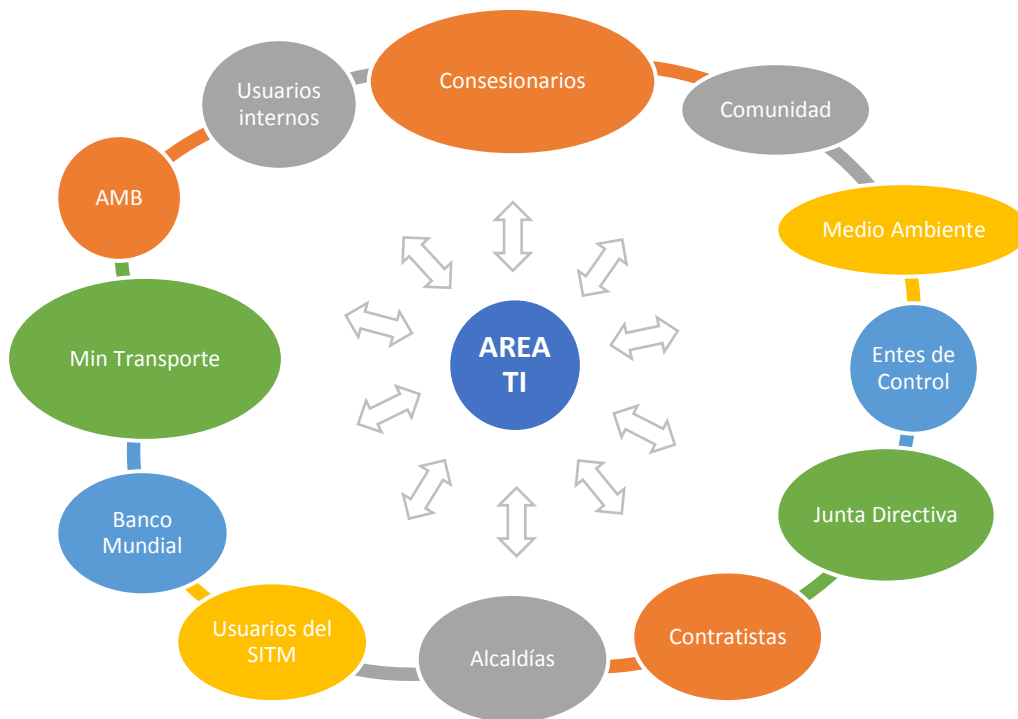 Consesionarios
Comunidad
Medio Ambiente
Entes de
Control
Junta Directiva
Contratistas
Alcaldías
Usuarios del
SITM
Banco
Mundial
Min Transporte
AMB
Usuarios
internos
AREA
TI